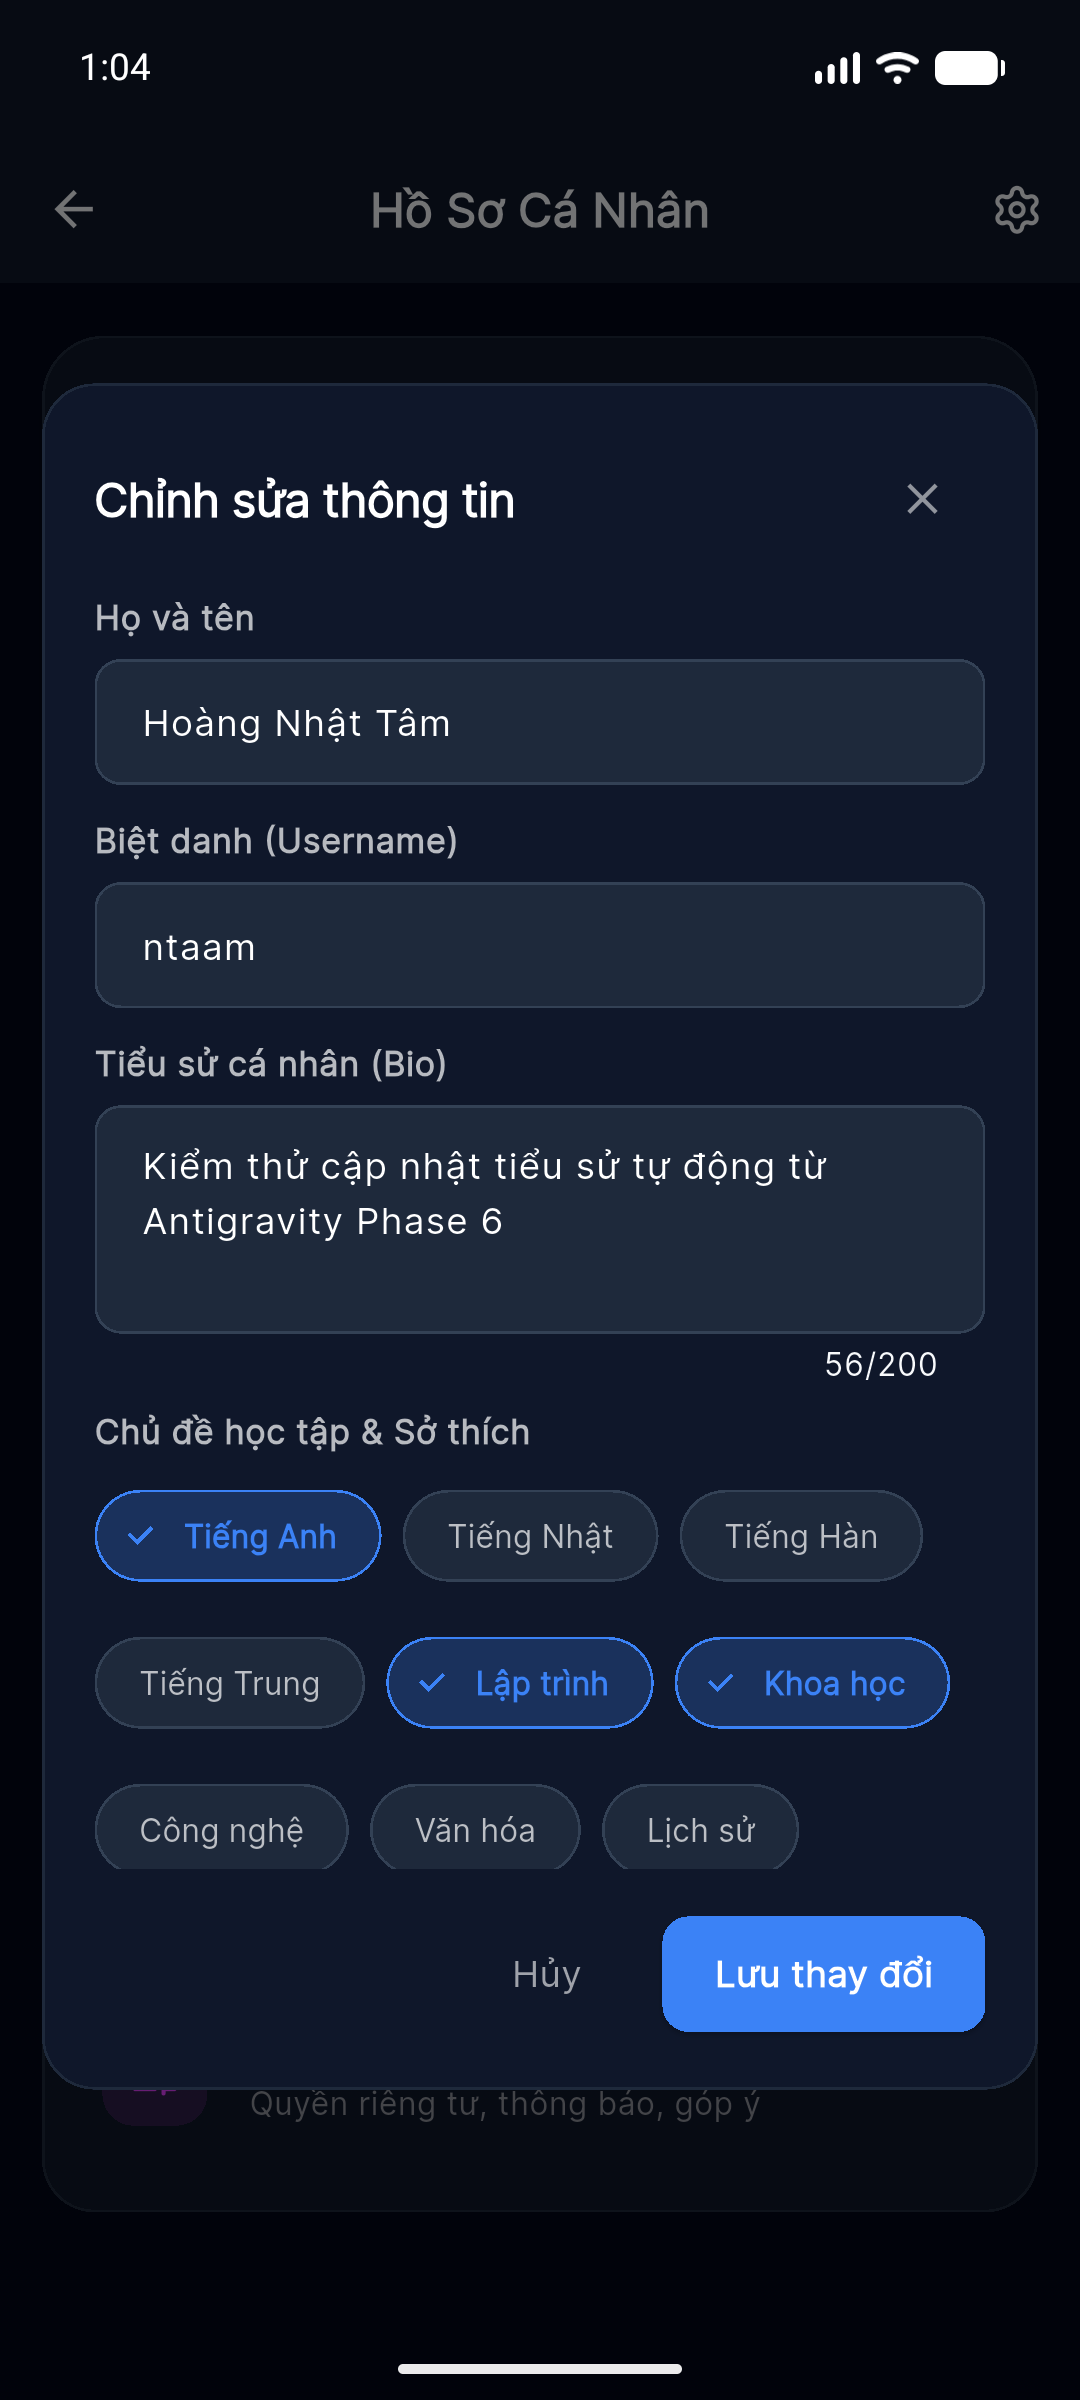 1:04
Hồ Sơ Cá Nhân
Chỉnh sửa thông tin
Họ và tên
Hoàng Nhật Tâm
Biệt danh (Username)
ntaam
Tiểu sử cá nhân (Bio)
Kiểm thử cập nhật tiểu sử tự động từ
Antigravity Phase 6
56/200
Chủ đề học tập & Sở thích
Tiếng Anh Tiếng Nhật Tiếng Hàn
Tiếng Trung Lập trình Khoa học
Công nghệ Văn hóa Lịch sử
Hủy Lưu thay đổi
Quyền riêng tư, thông báo, góp ý